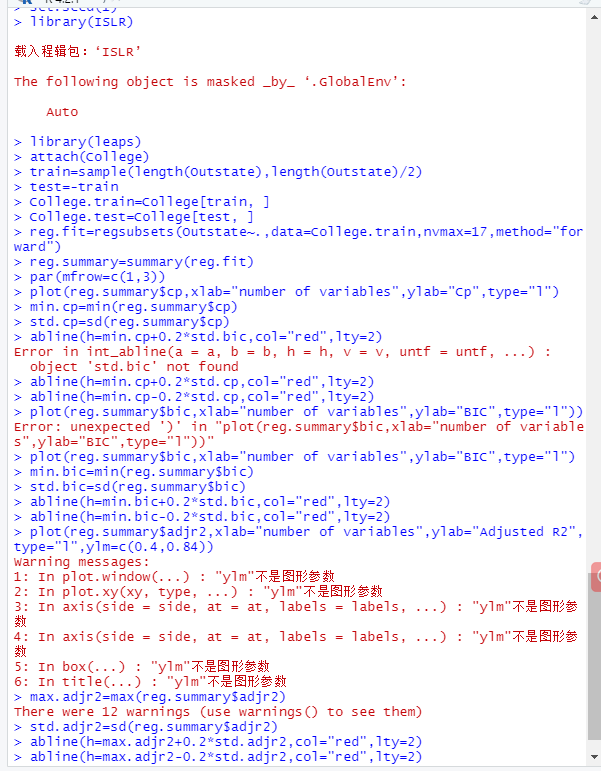 > set.seed(1)
> library(ISLR)
载入程辑包：‘ISLR’
The following object is masked _by_ ‘.GlobalEnv’:
Auto
> library(leaps)
> attach(College)
> train=sample(length(Outstate),length(Outstate)/2)
> test=-train
> College.train=College[train, ]
> College.test=College[test, ]
> reg.fit=regsubsets(Outstate~.,data=College.train,nvmax=17,method="for
ward")
> reg.summary=summary(reg.fit)
> par(mfrow=c(1,3))
> plot(reg.summary$cp,xlab="number of variables",ylab="Cp",type="l")
> min.cp=min(reg.summary$cp)
> std.cp=sd(reg.summary$cp)
> abline(h=min.cp+0.2*std.bic,col="red",lty=2)
Error in int_abline(a = a, b = b, h = h, v = v, untf = untf, ...) :
object 'std.bic' not found
> abline(h=min.cp+0.2*std.cp,col="red",lty=2)
> abline(h=min.cp-0.2*std.cp,col="red",lty=2)
> plot(reg.summary$bic,xlab="number of variables",ylab="BIC",type="l"))
Error: unexpected ')' in "plot(reg.summary$bic,xlab="number of variable
s",ylab="BIC",type="l"))"
> plot(reg.summary$bic,xlab="number of variables",ylab="BIC",type="l")
> min.bic=min(reg.summary$bic)
> std.bic=sd(reg.summary$bic)
> abline(h=min.bic+0.2*std.bic,col="red",lty=2)
> abline(h=min.bic-0.2*std.bic,col="red",lty=2)
> plot(reg.summary$adjr2,xlab="number of variables",ylab="Adjusted R2",
type="l",ylm=c(0.4,0.84))
Warning messages:
1: In plot.window(...) : "ylm"不是图形参数
2: In plot.xy(xy, type, ...) : "ylm"不是图形参数
3: In axis(side = side, at = at, labels = labels, ...) : "ylm"不是图形参
数
4: In axis(side = side, at = at, labels = labels, ...) : "ylm"不是图形参
数
5: In box(...) : "ylm"不是图形参数
6: In title(...) : "ylm"不是图形参数
> max.adjr2=max(reg.summary$adjr2)
There were 12 warnings (use warnings() to see them)
> std.adjr2=sd(reg.summary$adjr2)
> abline(h=max.adjr2+0.2*std.adjr2,col="red",lty=2)
> abline(h=max.adjr2-0.2*std.adjr2,col="red",lty=2)